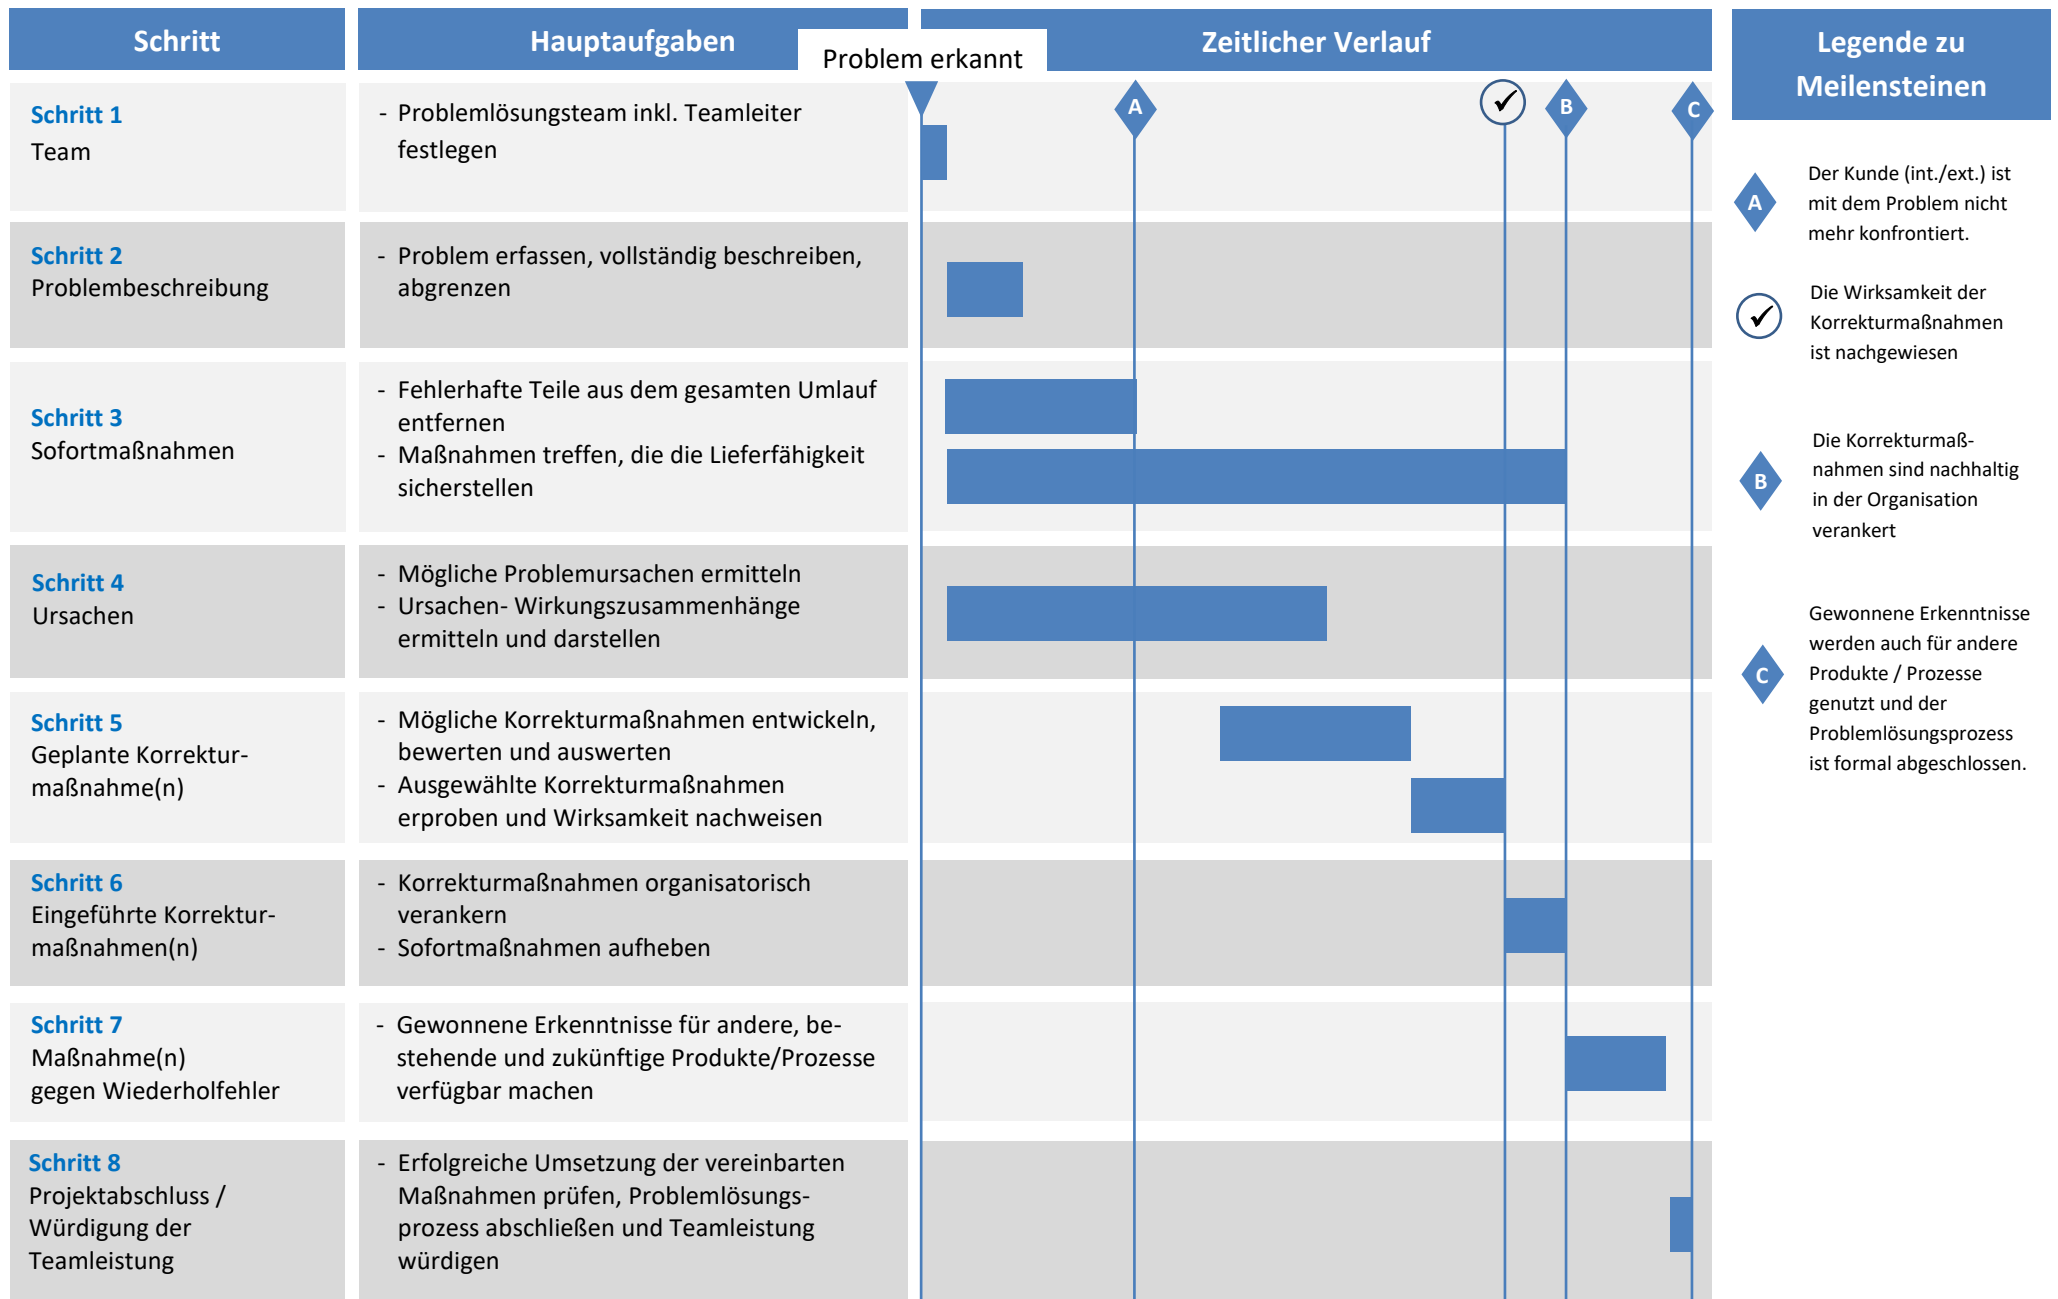 Schritt
Hauptaufgaben
Problem erkannt
Zeitlicher Verlauf
Legende zu
Meilensteinen
Schritt 1
Team
- Problemlösungsteam inkl. Teamleiter
festlegen
A
✓
B
C
Schritt 2
Problembeschreibung
- Problem erfassen, vollständig beschreiben,
abgrenzen
Schritt 3
Sofortmaßnahmen
- Fehlerhafte Teile aus dem gesamten Umlauf
entfernen
- Maßnahmen treffen, die die Lieferfähigkeit
sicherstellen
Schritt 4
Ursachen
- Mögliche Problemursachen ermitteln
- Ursachen- Wirkungszusammenhänge
ermitteln und darstellen
Schritt 5
Geplante Korrektur-
maßnahme(n)
- Mögliche Korrekturmaßnahmen entwickeln,
bewerten und auswerten
- Ausgewählte Korrekturmaßnahmen
erproben und Wirksamkeit nachweisen
Schritt 6
Eingeführte Korrektur-
maßnahmen(n)
- Korrekturmaßnahmen organisatorisch
verankern
- Sofortmaßnahmen aufheben
Schritt 7
Maßnahme(n)
gegen Wiederholfehler
- Gewonnene Erkenntnisse für andere, be-
stehende und zukünftige Produkte/Prozesse
verfügbar machen
Schritt 8
Projektabschluss /
Würdigung der
Teamleistung
- Erfolgreiche Umsetzung der vereinbarten
Maßnahmen prüfen, Problemlösungs-
prozess abschließen und Teamleistung
würdigen
A
Der Kunde (int./ext.) ist
mit dem Problem nicht
mehr konfrontiert.
✓
Die Wirksamkeit der
Korrekturmaßnahmen
ist nachgewiesen
B
Die Korrekturmaß-
nahmen sind nachhaltig
in der Organisation
verankert
C
Gewonnene Erkenntnisse
werden auch für andere
Produkte / Prozesse
genutzt und der
Problemlösungsprozess
ist formal abgeschlossen.